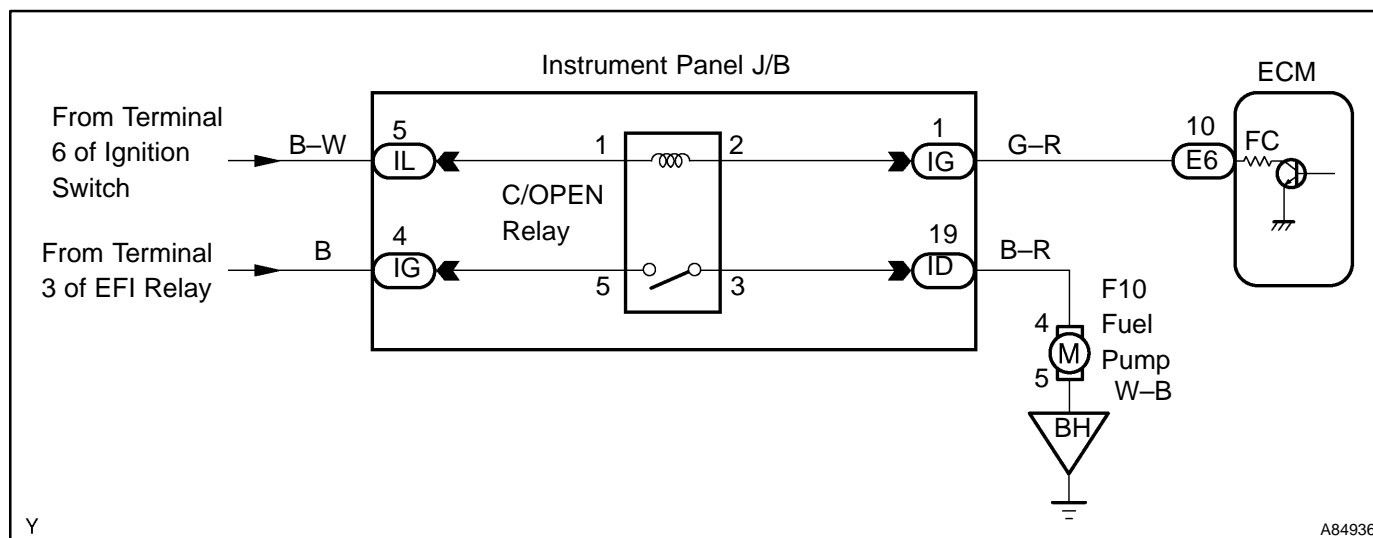 Instrument Panel J/B
ECM
From Terminal
6 of Ignition
Switch
B–W
5
IL
1
2
1
IG
G–R
10
E6
FC
C/OPEN
Relay
From Terminal
3 of EFI Relay
B
4
IG
5
3
19
ID
B–R
F10
Fuel
Pump
4
M
5
W–B
BH
Y
A84936